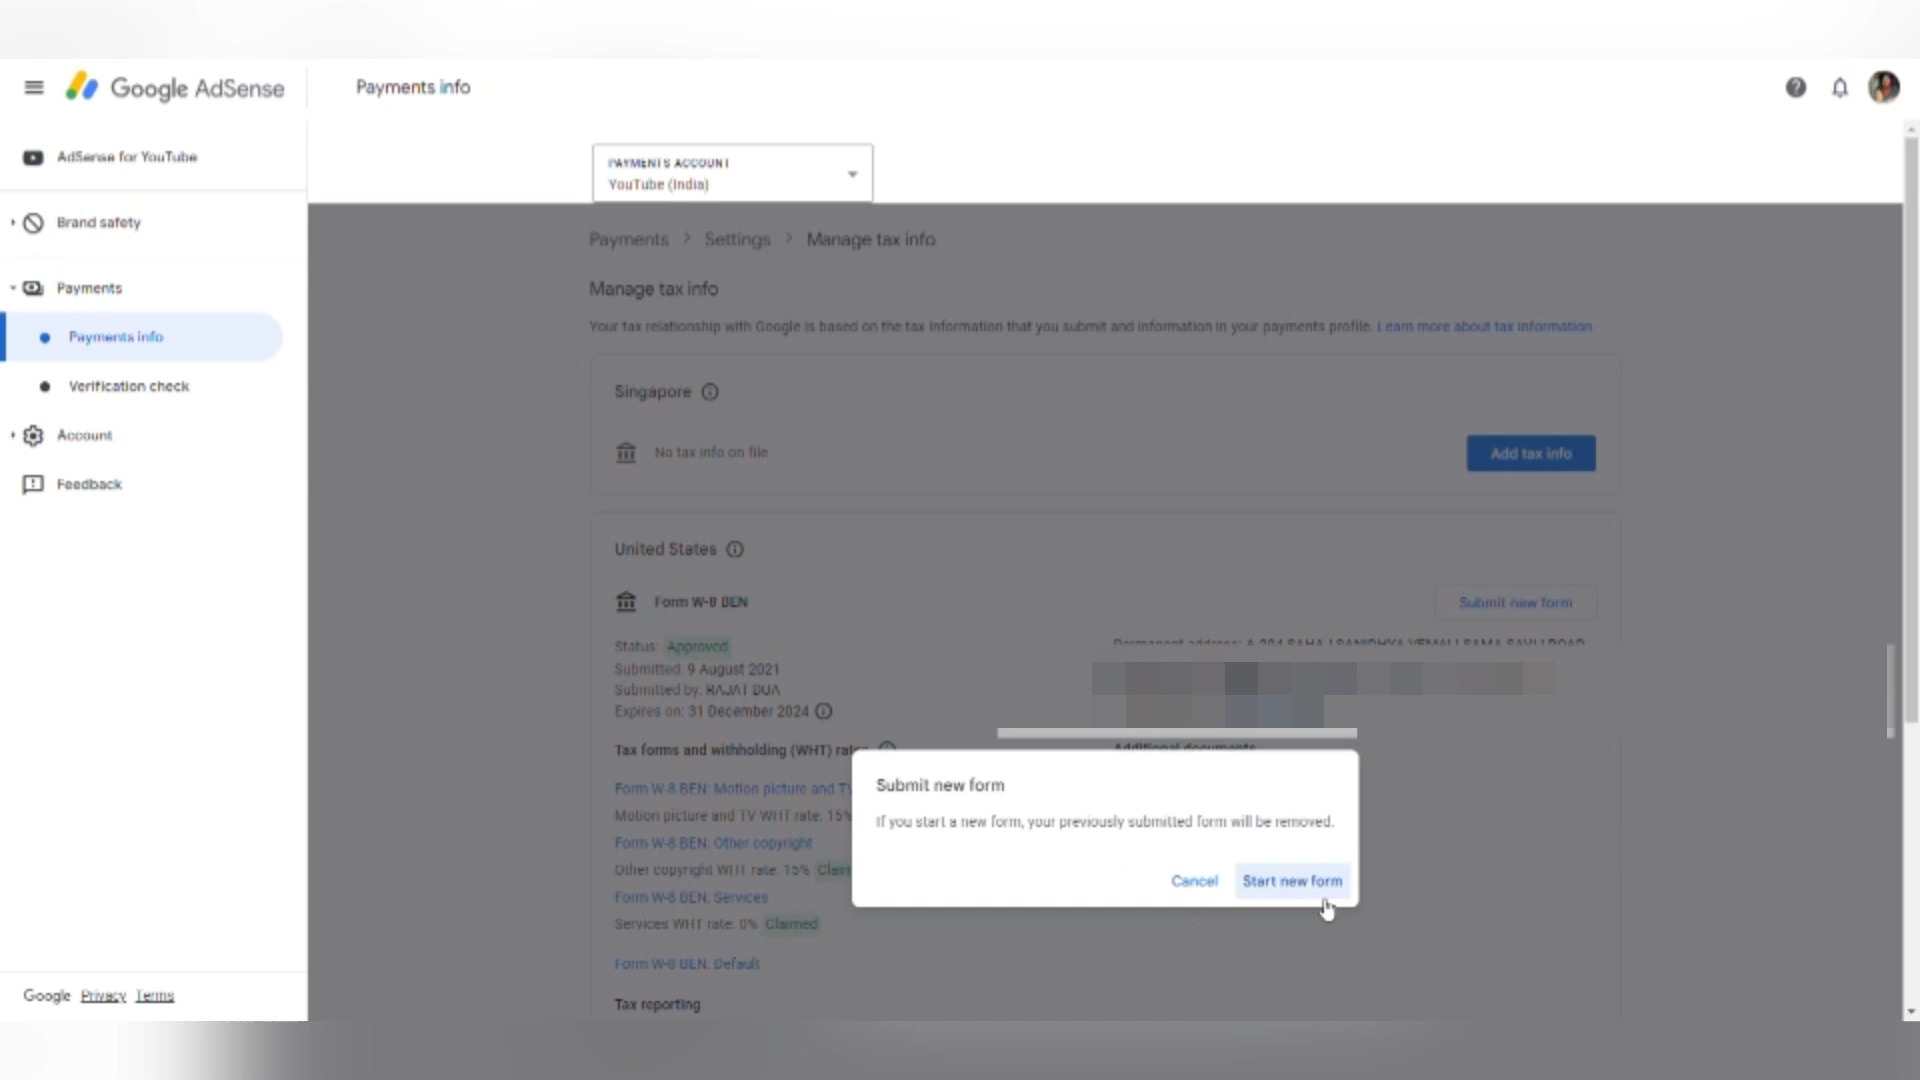 Google AdSense
Payments info
AdSense for YouTube
PAYMENTS ACCOUNT
YouTube (India)
Brand safety
Payments
Payments info
Verification check
Account
Feedback
Payments > Settings > Manage tax info
Manage tax info
Your tax relationship with Google is based on the tax information that you submit and information in your payments profile. Learn more about tax information
Singapore
No tax info on file
Add tax info
United States
Form W-8 BEN
Submit new form
Status: Approved
Submitted: 9 August 2021
Submitted by: RAJAT DUA
Expires on: 31 December 2024
Permanent address:
Tax forms and withholding (WHT) rates
Additional documents
Form W-8 BEN: Motion picture and TV
Motion picture and TV WHT rate: 15%
Form W-8 BEN: Other copyright
Other copyright WHT rate: 15% Claim
Form W-8 BEN: Services
Services WHT rate: 0% Claimed
Form W-8 BEN: Default
Tax reporting
Submit new form
If you start a new form, your previously submitted form will be removed.
Cancel Start new form
Google Privacy Terms